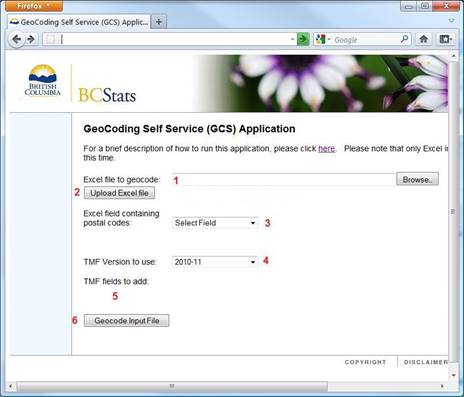 Firefox
GeoCoding Self Service (GCS) Applic...
Google
BRITISH
COLUMBIA
BCStats
GeoCoding Self Service (GCS) Application
For a brief description of how to run this application, please click here. Please note that only Excel in
this time.
Excel file to geocode: 1 Browse..
2 Upload Excel file
Excel field containing
postal codes: Select Field 3
TMF Version to use: 2010-11 4
TMF fields to add:
5
6 Geocode Input File
COPYRIGHT DISCLAIMER